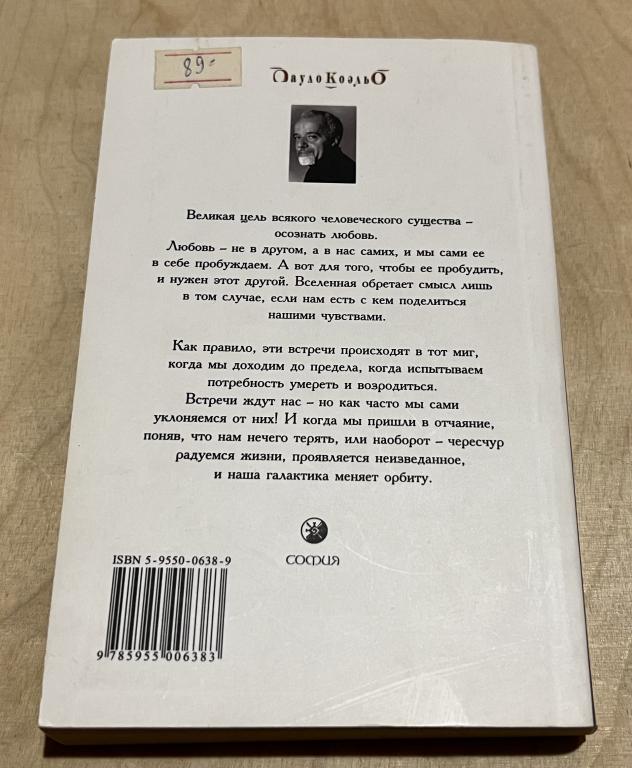 89-
Пауло Коэльо
Великая цель всякого человеческого существа –
осознать любовь.
Любовь – не в другом, а в нас самих, и мы сами ее
в себе пробуждаем. А вот для того, чтобы ее пробудить,
и нужен этот другой. Вселенная обретает смысл лишь
в том случае, если нам есть с кем поделиться
нашими чувствами.
Как правило, эти встречи происходят в тот миг,
когда мы доходим до предела, когда испытываем
потребность умереть и возродиться.
Встречи ждут нас – но как часто мы сами
уклоняемся от них! И когда мы пришли в отчаяние,
поняв, что нам нечего терять, или наоборот – чересчур
радуемся жизни, проявляется неизведанное,
и наша галактика меняет орбиту.
СОФИЯ
ISBN 5-9550-0638-9
9 785955 006383